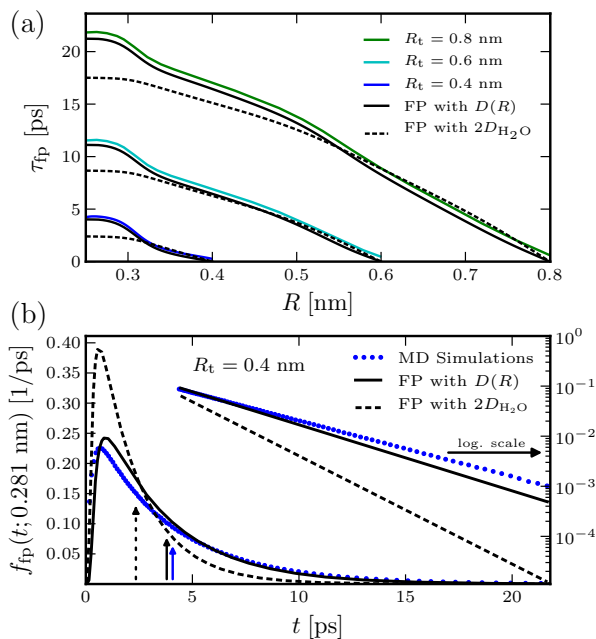 (a)
τfp [ps]
20
15
10
5
0
Rt = 0.8 nm
Rt = 0.6 nm
Rt = 0.4 nm
FP with D(R)
FP with 2DH2O
0.3 0.4 0.5 0.6 0.7 0.8
R [nm]
(b)
ffp(t; 0.281 nm) [1/ps]
0.40
0.35
0.30
0.25
0.20
0.15
0.10
0.05
Rt = 0.4 nm
MD Simulations
FP with D(R)
FP with 2DH2O
log. scale
10^0
10^−1
10^−2
10^−3
10^−4
0 5 10 15 20
t [ps]